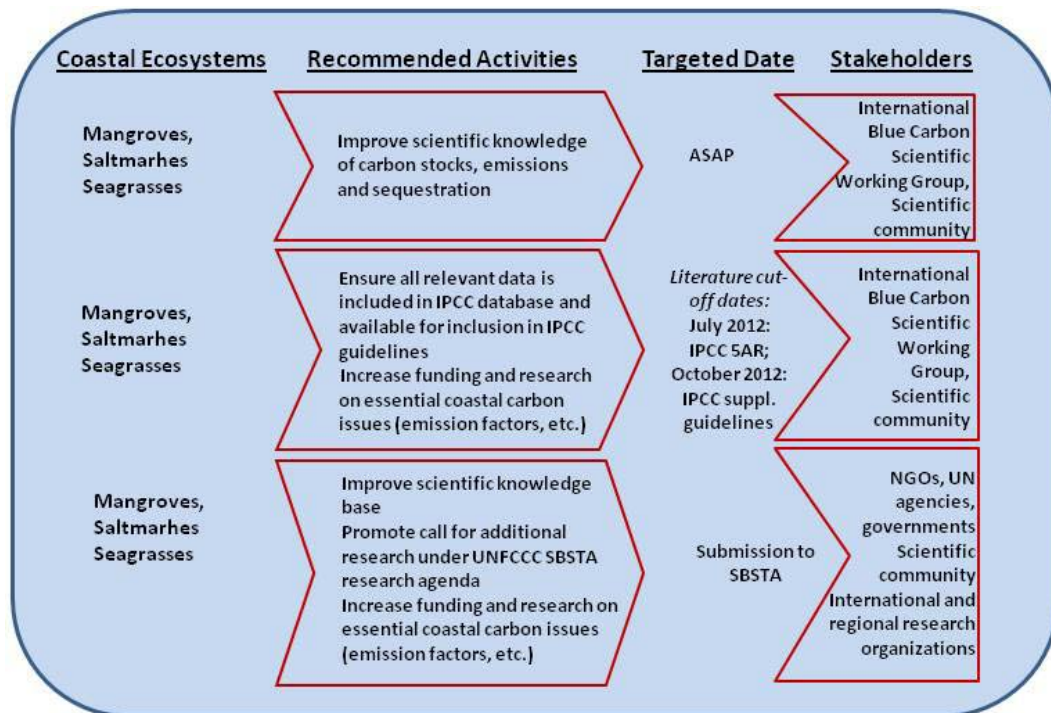 Coastal Ecosystems
Recommended Activities
Targeted Date
Stakeholders
Mangroves,
Saltmarhes
Seagrasses
Improve scientific knowledge
of carbon stocks, emissions
and sequestration
ASAP
International
Blue Carbon
Scientific
Working Group,
Scientific
community
Mangroves,
Saltmarhes
Seagrasses
Ensure all relevant data is
included in IPCC database and
available for inclusion in IPCC
guidelines
Increase funding and research
on essential coastal carbon
issues (emission factors, etc.)
Literature cut-
off dates:
July 2012:
IPCC 5AR;
October 2012:
IPCC suppl.
guidelines
International
Blue Carbon
Scientific
Working
Group,
Scientific
community
Mangroves,
Saltmarhes
Seagrasses
Improve scientific knowledge
base
Promote call for additional
research under UNFCCC SBSTA
research agenda
Increase funding and research on
essential coastal carbon issues
(emission factors, etc.)
Submission to
SBSTA
NGOs, UN
agencies,
governments
Scientific
community
International and
regional research
organizations